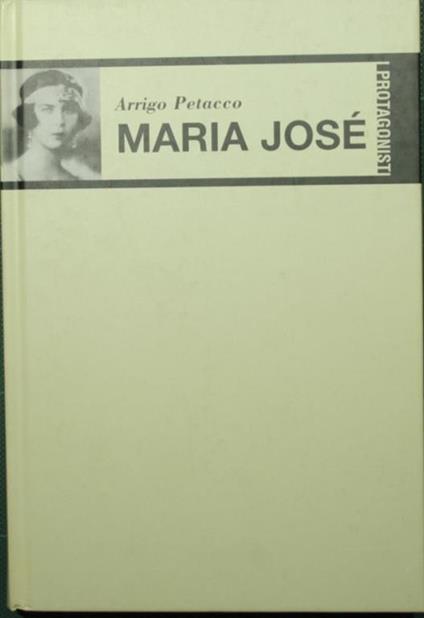 Arrigo Petacco
MARIA JOSÉ
I PROTAGONISTI